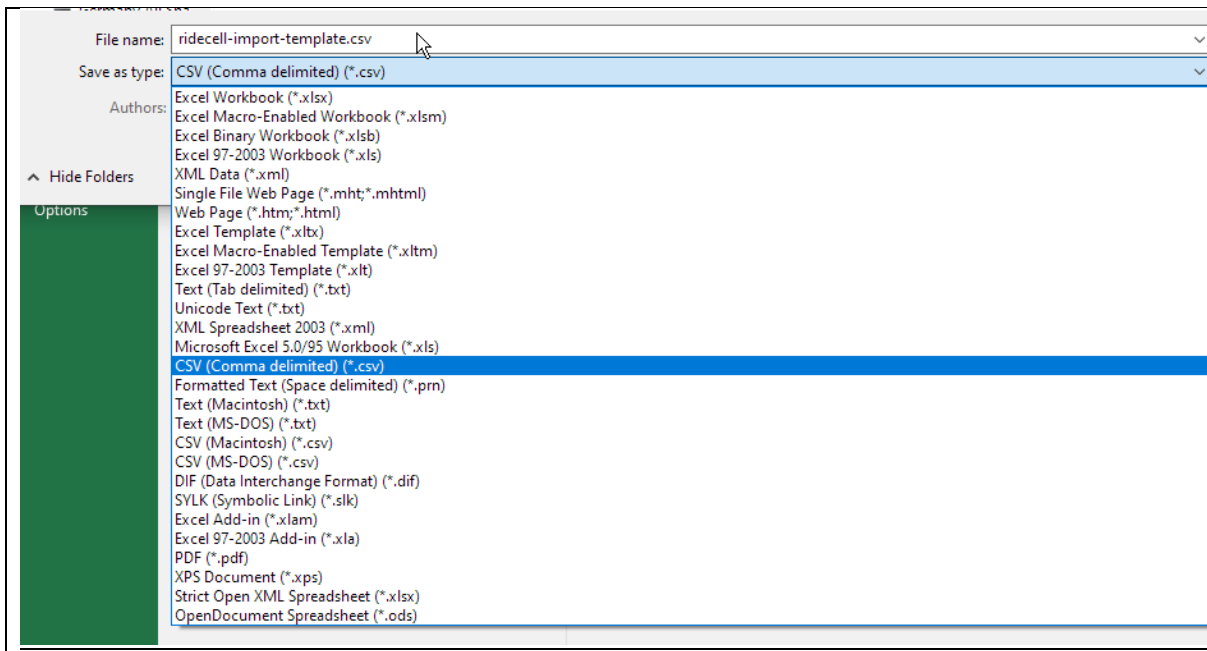 File name: ridecell-import-template.csv
Save as type: CSV (Comma delimited) (*.csv)
Authors:
Excel Workbook (*.xlsx)
Excel Macro-Enabled Workbook (*.xlsm)
Excel Binary Workbook (*.xlsb)
Excel 97-2003 Workbook (*.xls)
Hide Folders
XML Data (*.xml)
Single File Web Page (*.mht;*.mhtml)
Options
Web Page (*.htm;*.html)
Excel Template (*.xltx)
Excel Macro-Enabled Template (*.xltm)
Excel 97-2003 Template (*.xlt)
Text (Tab delimited) (*.txt)
Unicode Text (*.txt)
XML Spreadsheet 2003 (*.xml)
Microsoft Excel 5.0/95 Workbook (*.xls)
CSV (Comma delimited) (*.csv)
Formatted Text (Space delimited) (*.prn)
Text (Macintosh) (*.txt)
Text (MS-DOS) (*.txt)
CSV (Macintosh) (*.csv)
CSV (MS-DOS) (*.csv)
DIF (Data Interchange Format) (*.dif)
SYLK (Symbolic Link) (*.slk)
Excel Add-in (*.xlam)
Excel 97-2003 Add-in (*.xla)
PDF (*.pdf)
XPS Document (*.xps)
Strict Open XML Spreadsheet (*.xlsx)
OpenDocument Spreadsheet (*.ods)